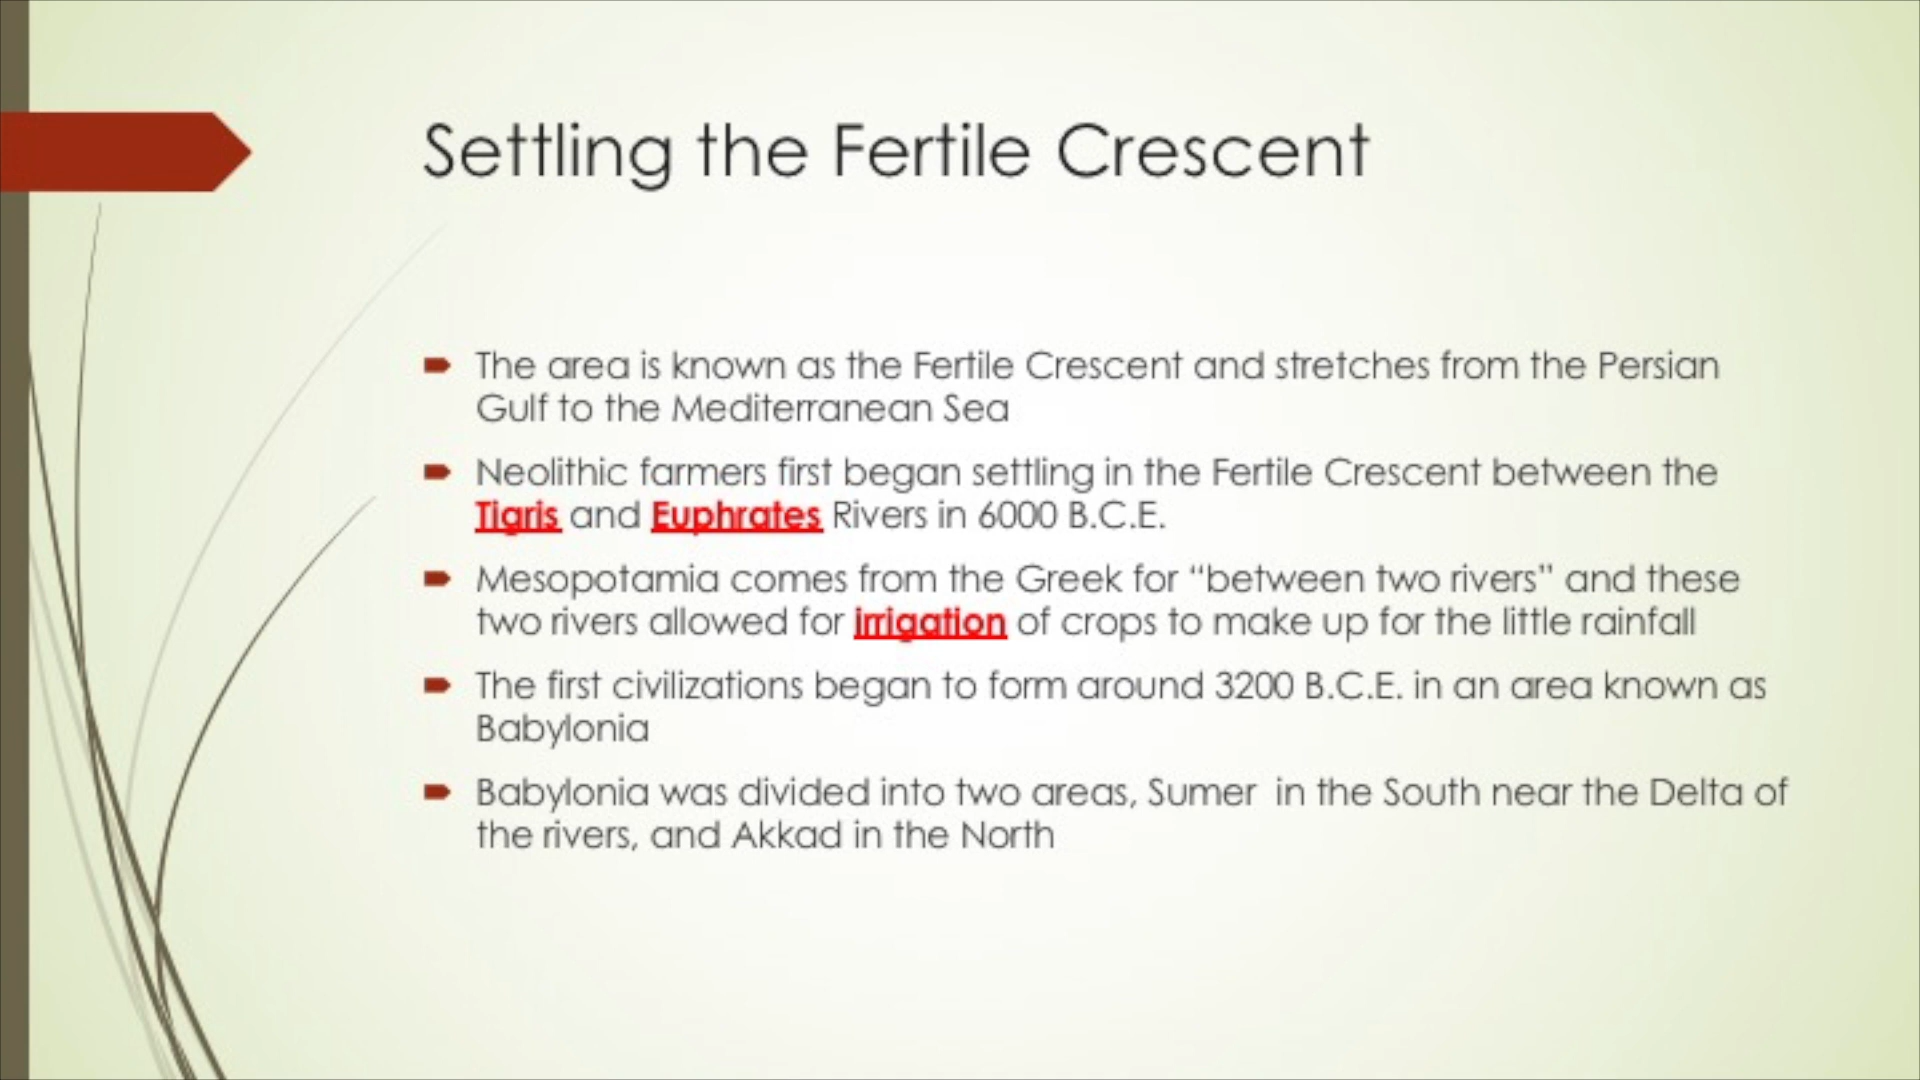 Settling the Fertile Crescent
The area is known as the Fertile Crescent and stretches from the Persian
Gulf to the Mediterranean Sea
Neolithic farmers first began settling in the Fertile Crescent between the
Tigris and Euphrates Rivers in 6000 B.C.E.
Mesopotamia comes from the Greek for “between two rivers” and these
two rivers allowed for irrigation of crops to make up for the little rainfall
The first civilizations began to form around 3200 B.C.E. in an area known as
Babylonia
Babylonia was divided into two areas, Sumer  in the South near the Delta of
the rivers, and Akkad in the North